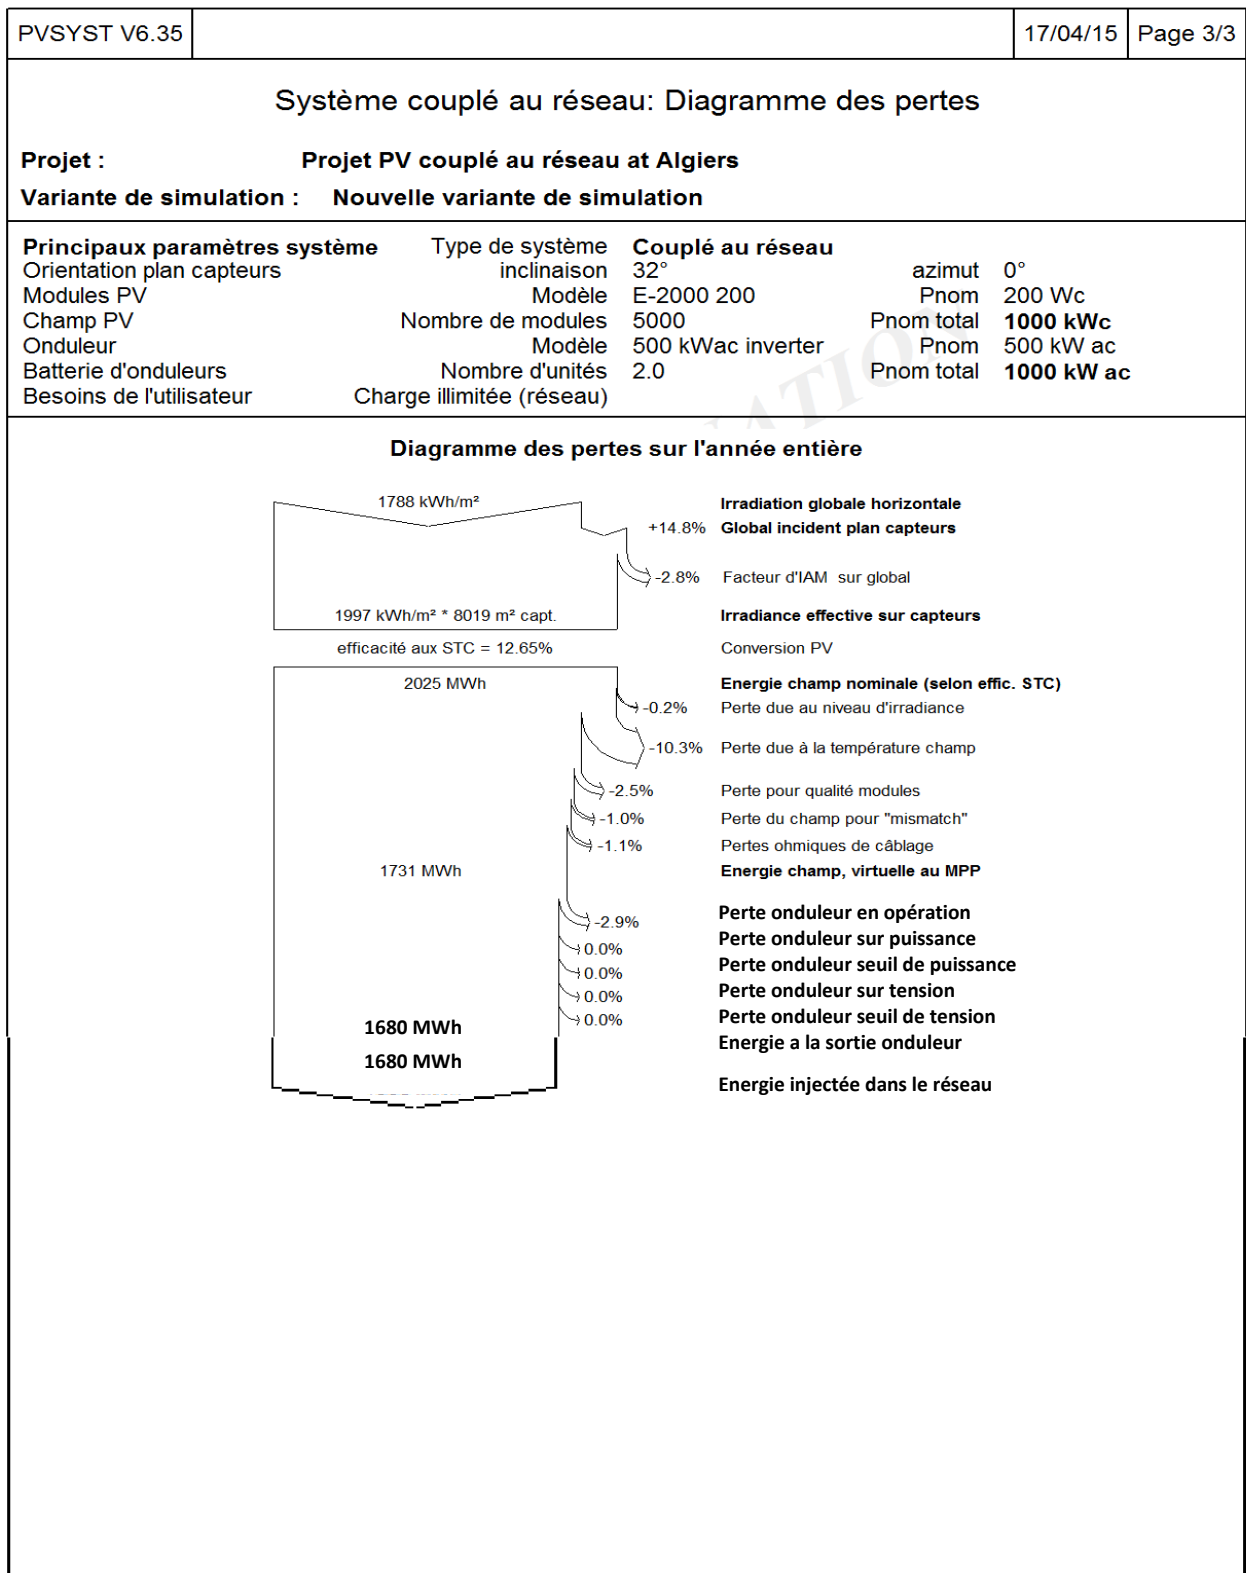 PVSYST V6.35
17/04/15
Page 3/3
Système couplé au réseau: Diagramme des pertes
Projet : Projet PV couplé au réseau at Algiers
Variante de simulation : Nouvelle variante de simulation
Principaux paramètres système Type de système Couplé au réseau
Orientation plan capteurs inclinaison 32° azimut 0°
Modules PV Modèle E-2000 200 Pnom 200 Wc
Champ PV Nombre de modules 5000 Pnom total 1000 kWc
Onduleur Modèle 500 kWac inverter Pnom 500 kW ac
Batterie d'onduleurs Nombre d'unités 2.0 Pnom total 1000 kW ac
Besoins de l'utilisateur Charge illimitée (réseau)
Diagramme des pertes sur l'année entière
1788 kWh/m² Irradiation globale horizontale
+14.8% Global incident plan capteurs
-2.8% Facteur d'IAM sur global
1997 kWh/m² * 8019 m² capt. Irradiance effective sur capteurs
efficacité aux STC = 12.65% Conversion PV
2025 MWh Energie champ nominale (selon effic. STC)
-0.2% Perte due au niveau d'irradiance
-10.3% Perte due à la température champ
-2.5% Perte pour qualité modules
-1.0% Perte du champ pour "mismatch"
-1.1% Pertes ohmiques de câblage
1731 MWh Energie champ, virtuelle au MPP
-2.9% Perte onduleur en opération
0.0% Perte onduleur sur puissance
0.0% Perte onduleur seuil de puissance
0.0% Perte onduleur sur tension
0.0% Perte onduleur seuil de tension
1680 MWh Energie a la sortie onduleur
1680 MWh Energie injectée dans le réseau